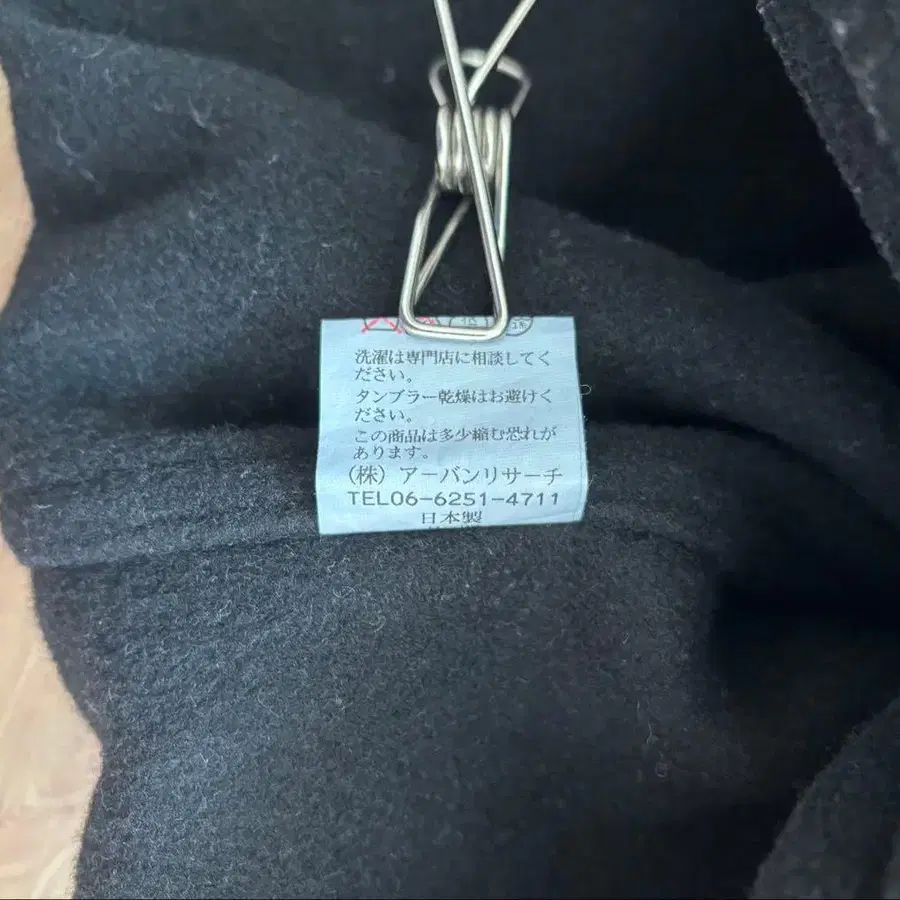 洗濯は専門店に相談してく
ださい。
タンブラー乾燥はお避けく
ださい。
この商品は多少縮む恐れが
あります。
(株)アーバンリサーチ
TEL06-6251-4711
日本製